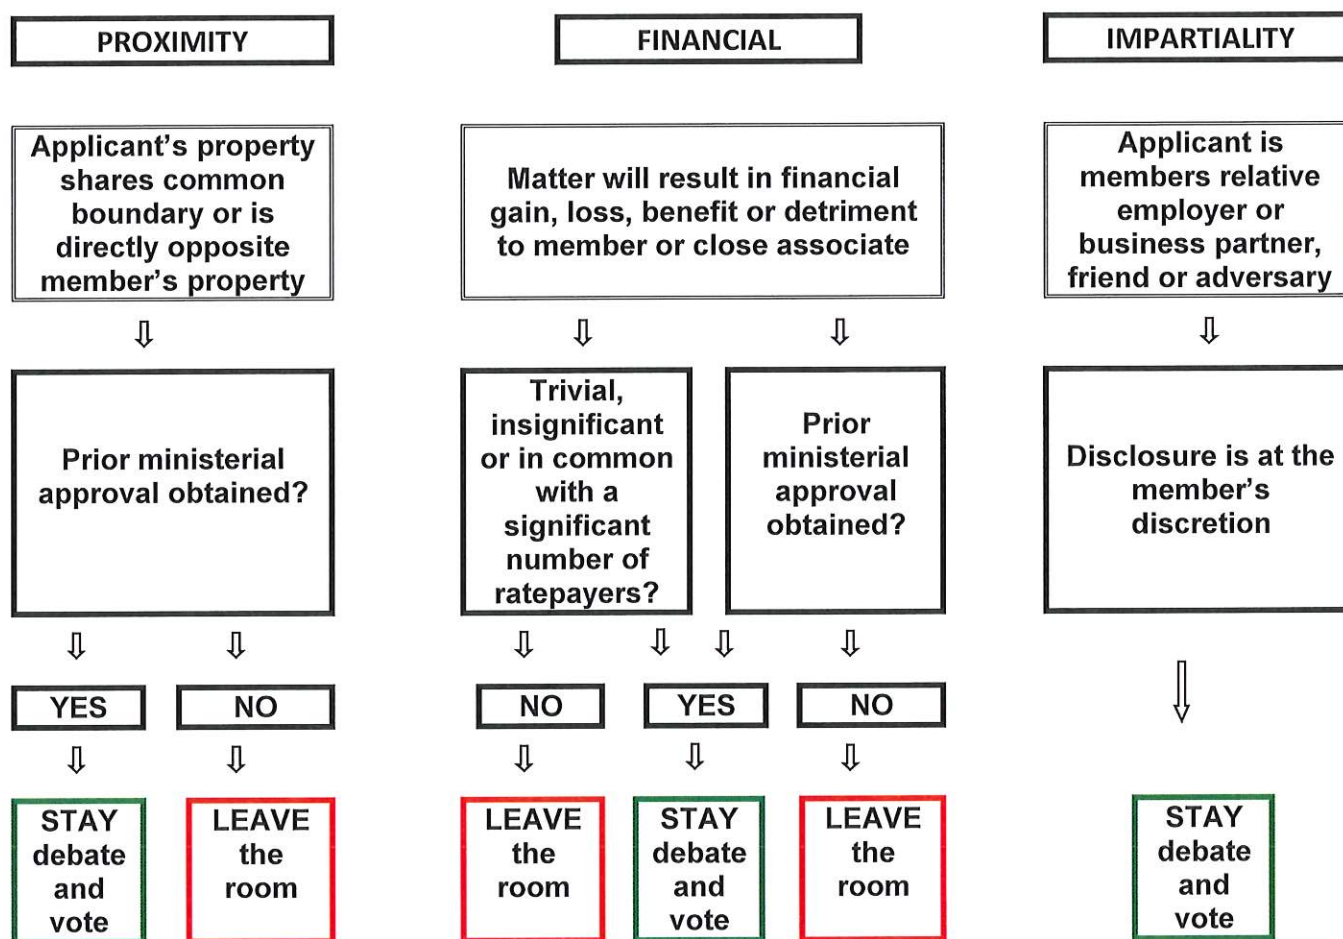 PROXIMITY
FINANCIAL
IMPARTIALITY
Applicant's property
shares common
boundary or is
directly opposite
member's property
Matter will result in financial
gain, loss, benefit or detriment
to member or close associate
Applicant is
members relative
employer or
business partner,
friend or adversary
Prior ministerial
approval obtained?
Trivial,
insignificant
or in common
with a
significant
number of
ratepayers?
Prior
ministerial
approval
obtained?
Disclosure is at the
member's
discretion
YES
NO
NO
YES
NO
STAY
debate
and
vote
LEAVE
the
room
LEAVE
the
room
STAY
debate
and
vote
LEAVE
the
room
STAY
debate
and
vote